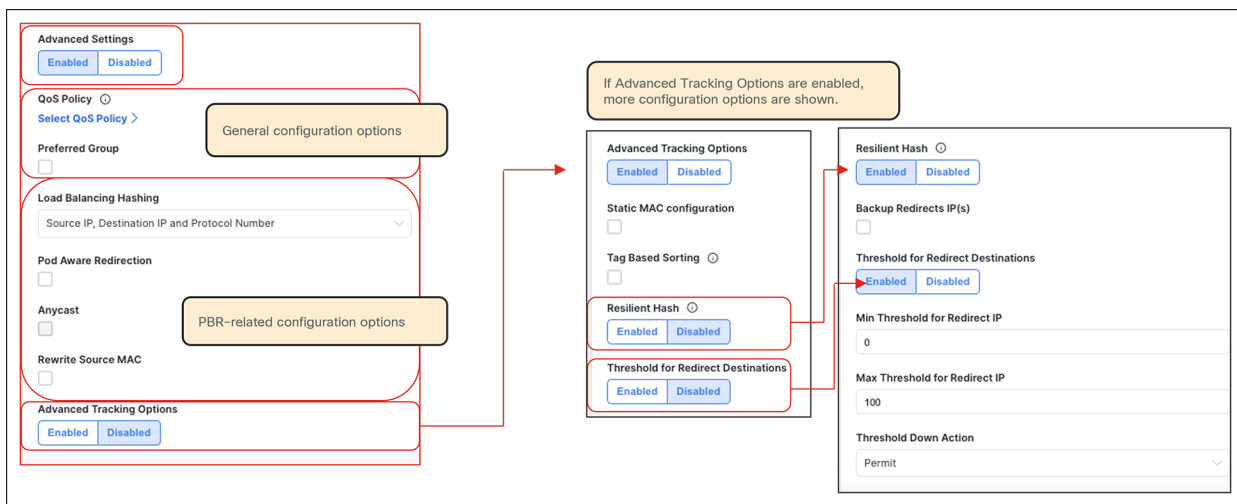 Advanced Settings
Enabled Disabled
QoS Policy
Select QoS Policy
General configuration options
Preferred Group
Load Balancing Hashing
Source IP, Destination IP and Protocol Number
Pod Aware Redirection
Anycast
PBR-related configuration options
Rewrite Source MAC
Advanced Tracking Options
Enabled Disabled
If Advanced Tracking Options are enabled,
more configuration options are shown.
Advanced Tracking Options
Enabled Disabled
Static MAC configuration
Tag Based Sorting
Resilient Hash
Enabled Disabled
Threshold for Redirect Destinations
Enabled Disabled
Resilient Hash
Enabled Disabled
Backup Redirects IP(s)
Threshold for Redirect Destinations
Enabled Disabled
Min Threshold for Redirect IP
0
Max Threshold for Redirect IP
100
Threshold Down Action
Permit